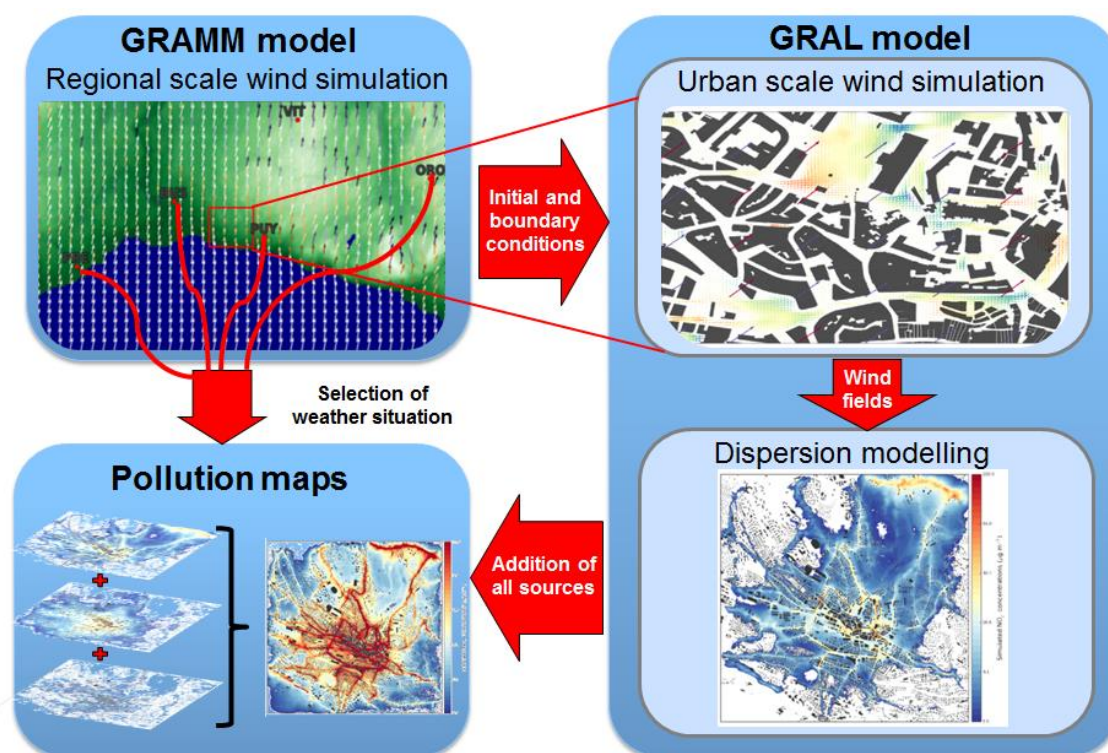 GRAMM model
Regional scale wind simulation
VIT
ORO
PUY
Initial and
boundary
conditions
GRAL model
Urban scale wind simulation
Wind
fields
Selection of
weather situation
Dispersion modelling
Pollution maps
Addition of
all sources